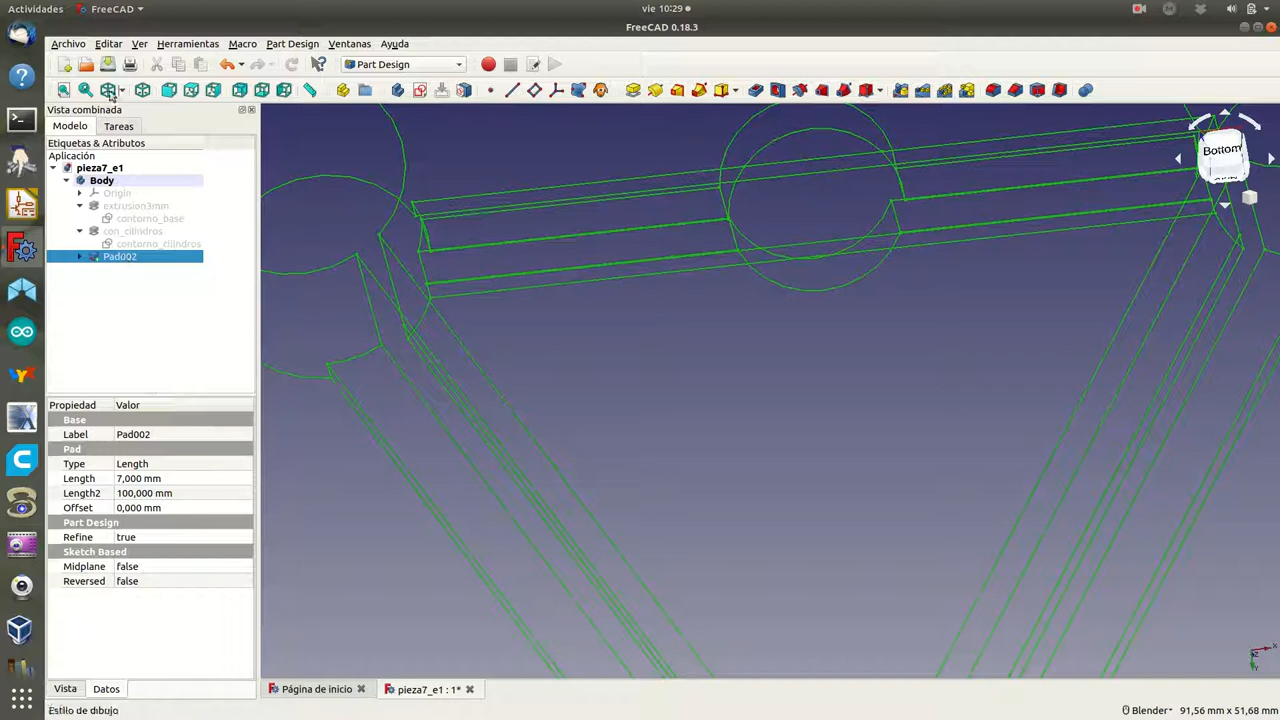 Actividades FreeCAD vie 10:29
FreeCAD 0.18.3
Archivo Editar Ver Herramientas Macro Part Design Ventanas Ayuda
Part Design
Vista combinada
Modelo Tareas
Etiquetas & Atributos
Aplicación
pieza7_e1
Body
Origin
extrusion3mm
contorno_base
con_cilindros
contorno_cilindros
Pad002
Bottom
Propiedad Valor
Base
Label Pad002
Pad
Type Length
Length 7,000 mm
Length2 100,000 mm
Offset 0,000 mm
Part Design
Refine true
Sketch Based
Midplane false
Reversed false
Vista Datos
Página de inicio pieza7_e1 : 1*
Estilo de dibujo Blender 91,56 mm x 51,68 mm